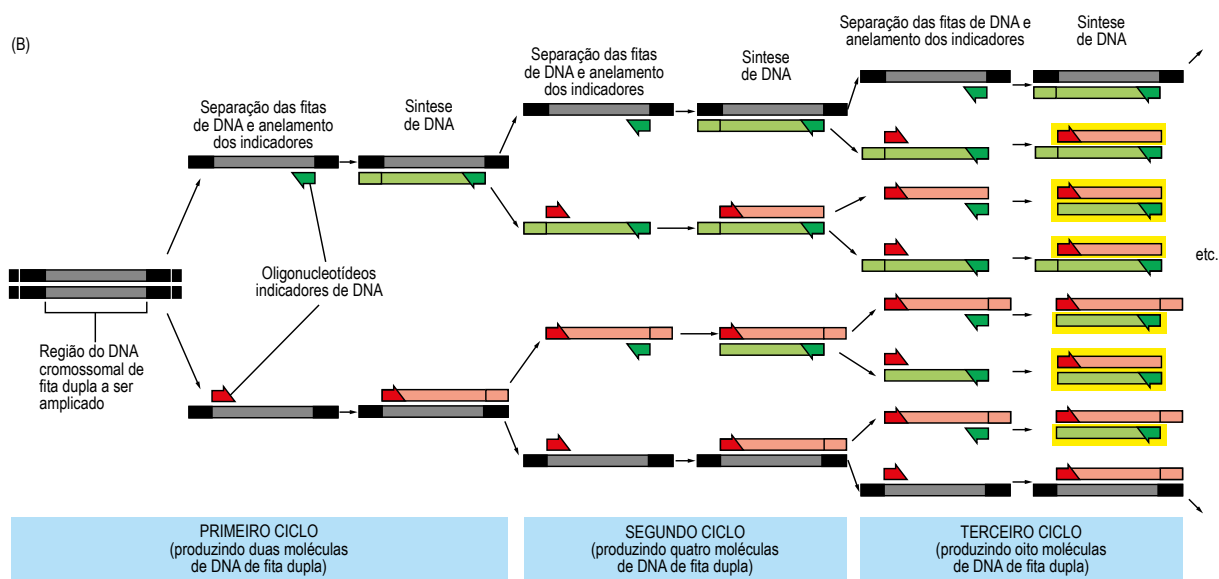 (B)
Separação das fitas
de DNA e anelamento
dos indicadores
Sintese
de DNA
Separação das fitas
de DNA e anelamento
dos indicadores
Sintese
de DNA
Separação das fitas de DNA e
anelamento dos indicadores
Sintese
de DNA
Oligonucleotídeos
indicadores de DNA
Região do DNA
cromossomal de
fita dupla a ser
amplicado
etc.
PRIMEIRO CICLO
(produzindo duas moléculas
de DNA de fita dupla)
SEGUNDO CICLO
(produzindo quatro moléculas
de DNA de fita dupla)
TERCEIRO CICLO
(produzindo oito moléculas
de DNA de fita dupla)